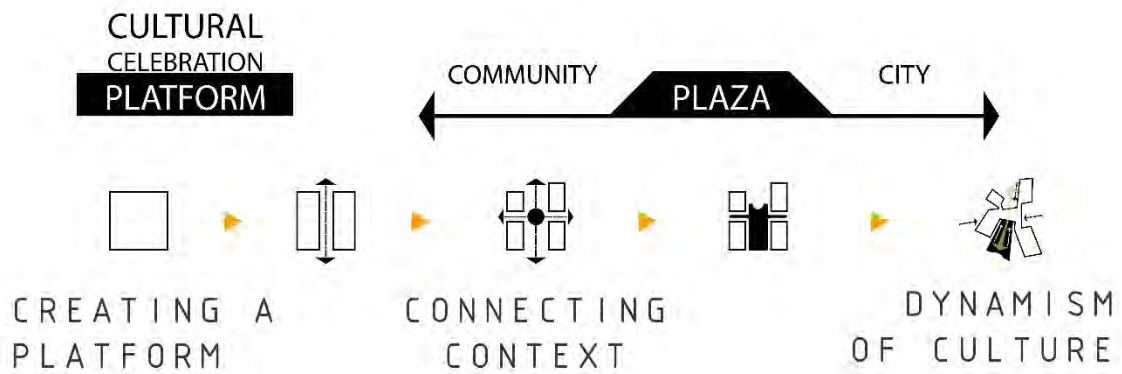 CULTURAL
CELEBRATION
PLATFORM
COMMUNITY
PLAZA
CITY
CREATING A
PLATFORM
CONNECTING
CONTEXT
DYNAMISM
OF CULTURE